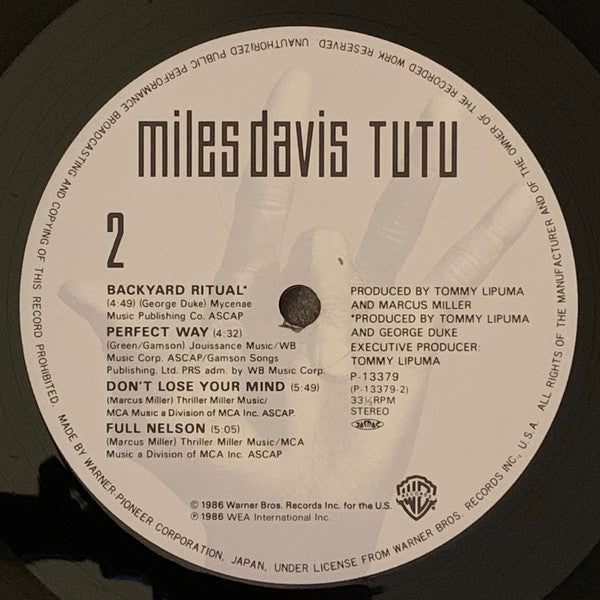 miles davis TUTU
2
BACKYARD RITUAL*
(4:49) (George Duke) Mycenae
Music Publishing Co. ASCAP
PERFECT WAY (4:32)
(Green/Gamson) Jouissance Music/WB
Music Corp. ASCAP/Gamson Songs
Publishing, Ltd. PRS adm. by WB Music Corp.
DON'T LOSE YOUR MIND (5:49)
(Marcus Miller) Thriller Miller Music/
MCA Music a Division of MCA Inc. ASCAP.
FULL NELSON (5:05)
(Marcus Miller) Thriller Miller Music/MCA
Music a Division of MCA Inc. ASCAP
PRODUCED BY TOMMY LIPUMA
AND MARCUS MILLER
*PRODUCED BY TOMMY LIPUMA
AND GEORGE DUKE
EXECUTIVE PRODUCER:
TOMMY LIPUMA
P-13379
(P-13379-2)
33⅓RPM
STEREO
JASRAC
© 1986 Warner Bros. Records Inc. for the U.S.
℗ 1986 WEA International Inc.
WB
RECORDS
MADE BY WARNER-PIONEER CORPORATION, JAPAN, UNDER LICENSE FROM WARNER BROS. RECORDS INC., U.S.A. ALL RIGHTS OF THE MANUFACTURER AND OF THE OWNER OF THE RECORDED WORK RESERVED. UNAUTHORIZED PUBLIC PERFORMANCE BROADCASTING AND COPYING OF THIS RECORD PROHIBITED.